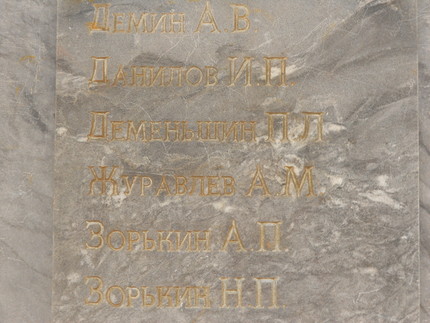 Демин А.В.
Данилов И.П.
Деменьшин П.П.
Журавлев А.М.
Зорькин А.П.
Зорькин Н.П.